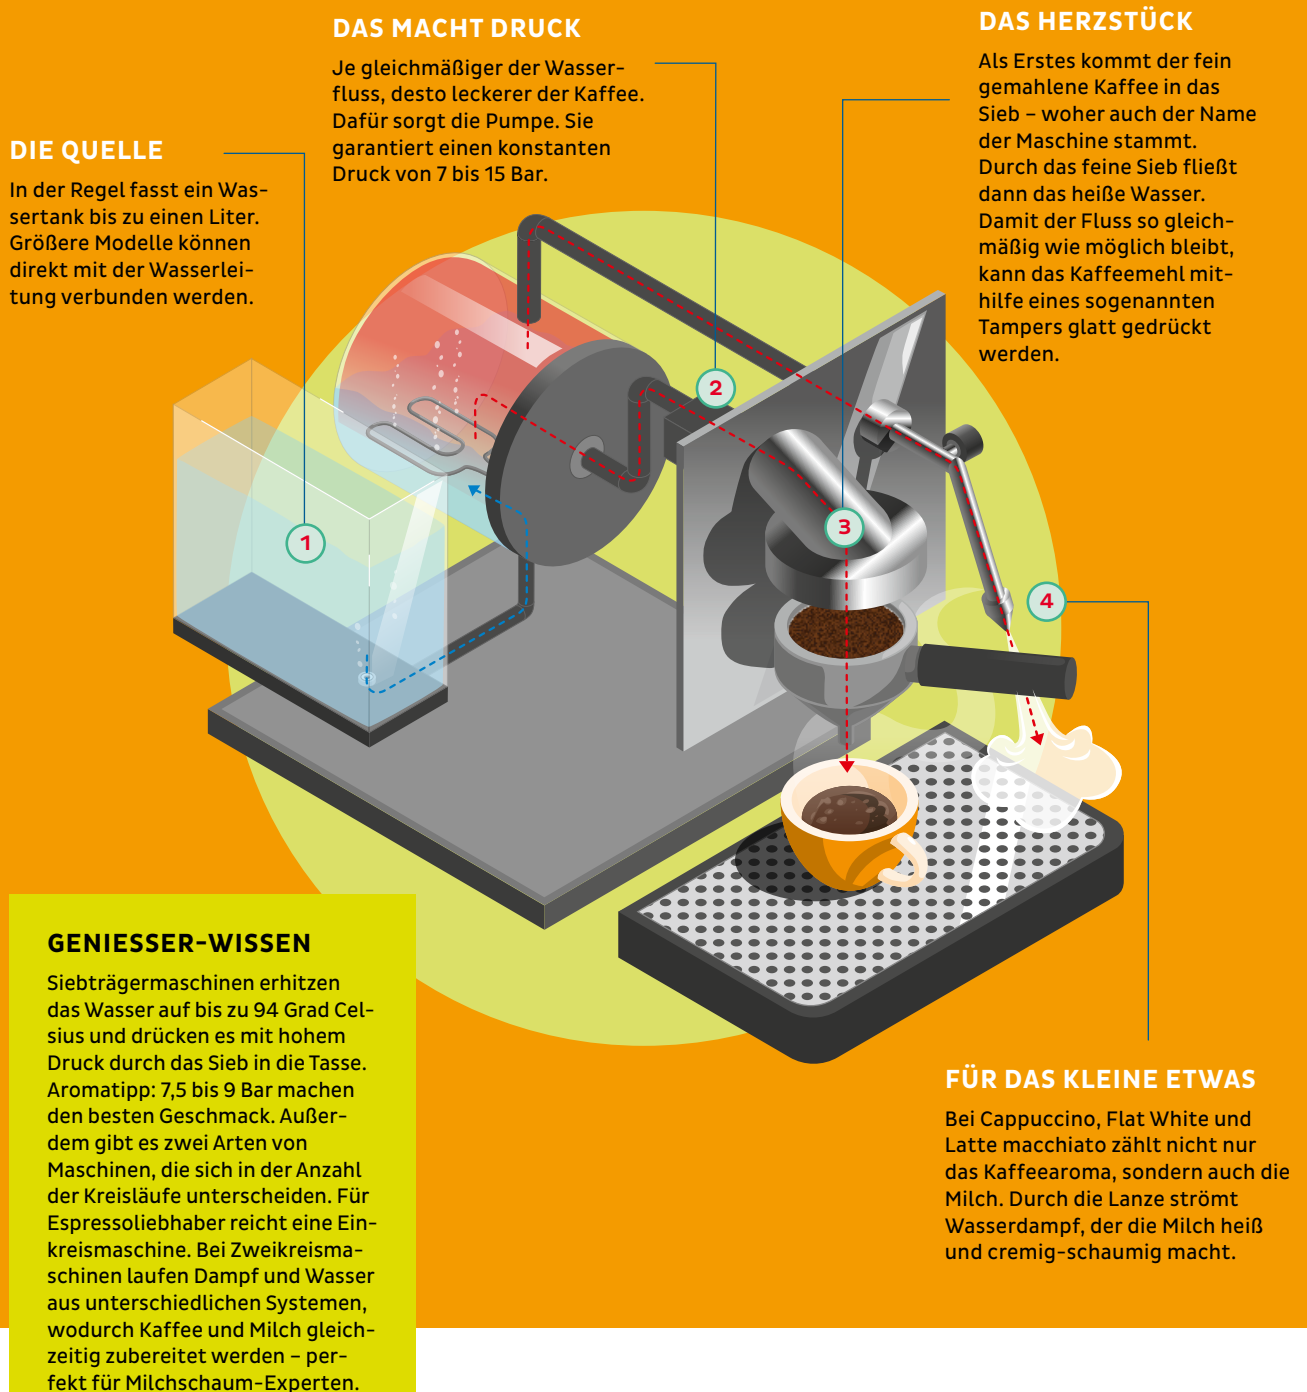 DAS MACHT DRUCK
Je gleichmäßiger der Wasser-
fluss, desto leckerer der Kaffee.
Dafür sorgt die Pumpe. Sie
garantiert einen konstanten
Druck von 7 bis 15 Bar.
DAS HERZSTÜCK
Als Erstes kommt der fein
gemahlene Kaffee in das
Sieb – woher auch der Name
der Maschine stammt.
Durch das feine Sieb fließt
dann das heiße Wasser.
Damit der Fluss so gleich-
mäßig wie möglich bleibt,
kann das Kaffeemehl mit-
hilfe eines sogenannten
Tampers glatt gedrückt
werden.
DIE QUELLE
In der Regel fasst ein Was-
sertank bis zu einen Liter.
Größere Modelle können
direkt mit der Wasserlei-
tung verbunden werden.
2
3
1
4
GENIESSER-WISSEN
Siebträgermaschinen erhitzen
das Wasser auf bis zu 94 Grad Cel-
sius und drücken es mit hohem
Druck durch das Sieb in die Tasse.
Aromatipp: 7,5 bis 9 Bar machen
den besten Geschmack. Außer-
dem gibt es zwei Arten von
Maschinen, die sich in der Anzahl
der Kreisläufe unterscheiden. Für
Espressoliebhaber reicht eine Ein-
kreismaschine. Bei Zweikreisma-
schinen laufen Dampf und Wasser
aus unterschiedlichen Systemen,
wodurch Kaffee und Milch gleich-
zeitig zubereitet werden – per-
fekt für Milchschaum-Experten.
FÜR DAS KLEINE ETWAS
Bei Cappuccino, Flat White und
Latte macchiato zählt nicht nur
das Kaffeearoma, sondern auch die
Milch. Durch die Lanze strömt
Wasserdampf, der die Milch heiß
und cremig-schaumig macht.